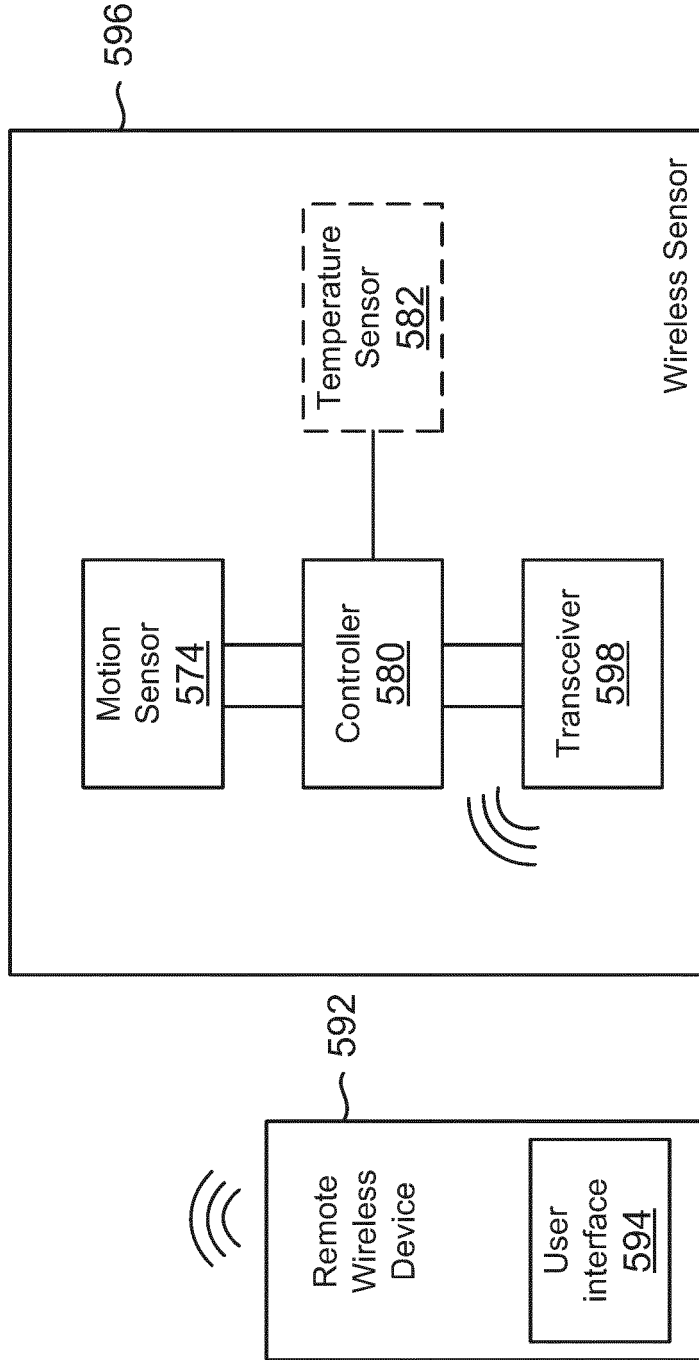 596
Motion
Sensor
574
Temperature
Sensor
582
Controller
580
Transceiver
598
Wireless Sensor
592
Remote
Wireless
Device
User
interface
594